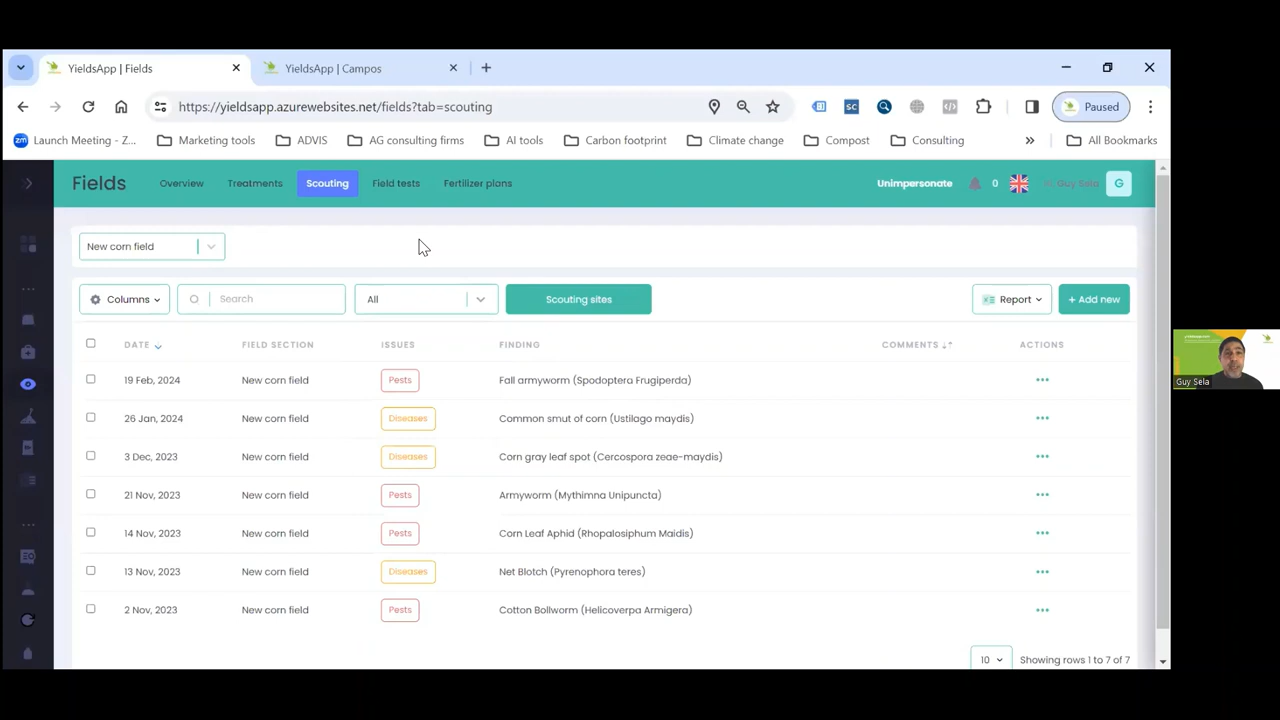 YieldsApp | Fields
YieldsApp | Campos
https://yieldsapp.azurewebsites.net/fields?tab=scouting
SC
Paused
zm Launch Meeting - Z...
Marketing tools
ADVIS
AG consulting firms
AI tools
Carbon footprint
Climate change
Compost
Consulting
»
All Bookmarks
Fields
Overview
Treatments
Scouting
Field tests
Fertilizer plans
Unimpersonate
0
Guy Sela
G
New corn field
Columns
Search
All
Scouting sites
Report
+ Add new
DATE FIELD SECTION ISSUES FINDING COMMENTS ACTIONS
19 Feb, 2024 New corn field Pests Fall armyworm (Spodoptera Frugiperda)
26 Jan, 2024 New corn field Diseases Common smut of corn (Ustilago maydis)
3 Dec, 2023 New corn field Diseases Corn gray leaf spot (Cercospora zeae-maydis)
21 Nov, 2023 New corn field Pests Armyworm (Mythimna Unipuncta)
14 Nov, 2023 New corn field Pests Corn Leaf Aphid (Rhopalosiphum Maidis)
13 Nov, 2023 New corn field Diseases Net Blotch (Pyrenophora teres)
2 Nov, 2023 New corn field Pests Cotton Bollworm (Helicoverpa Armigera)
10 Showing rows 1 to 7 of 7
Guy Sela